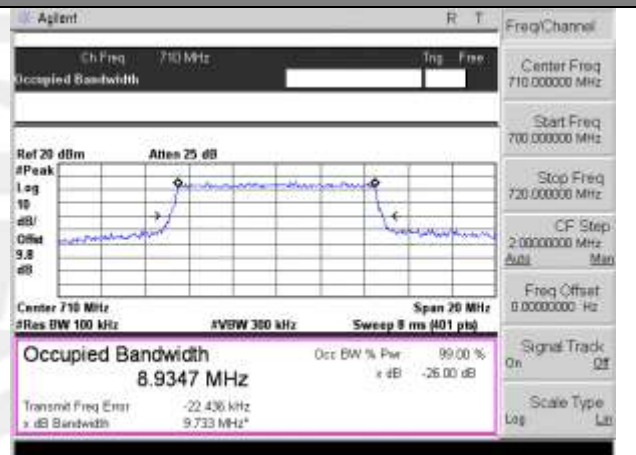 Agilent R T
Ch Freq 710 MHz Trig Free
Occupied Bandwidth
Ref 20 dBm Atten 25 dB
#Peak
Log
10
dB/
Offst
9.8
dB
Center 710 MHz Span 20 MHz
#Res BW 100 kHz #VBW 300 kHz Sweep 8 ms (401 pts)
Occupied Bandwidth Occ BW % Pwr 99.00 %
8.9347 MHz x dB -26.00 dB
Transmit Freq Error -22.436 kHz
x dB Bandwidth 9.733 MHz*
Freq/Channel
Center Freq
710.000000 MHz
Start Freq
700.000000 MHz
Stop Freq
720.000000 MHz
CF Step
2.00000000 MHz
Auto Man
Freq Offset
0.00000000 Hz
Signal Track
On Off
Scale Type
Log Lin